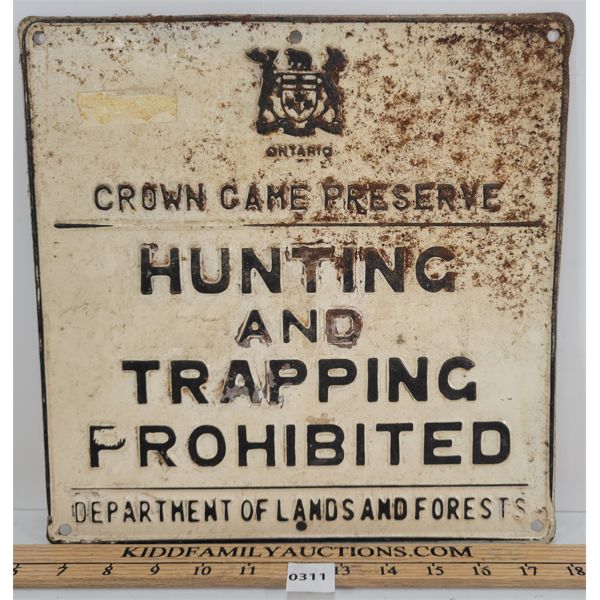 ONTARIO
CROWN GAME PRESERVE
HUNTING
AND
TRAPPING
PROHIBITED
DEPARTMENT OF LANDS AND FORESTS
KIDDFAMILYAUCTIONS.COM
6 7 8 9 10 11 0311 13 14 15 16 17 18